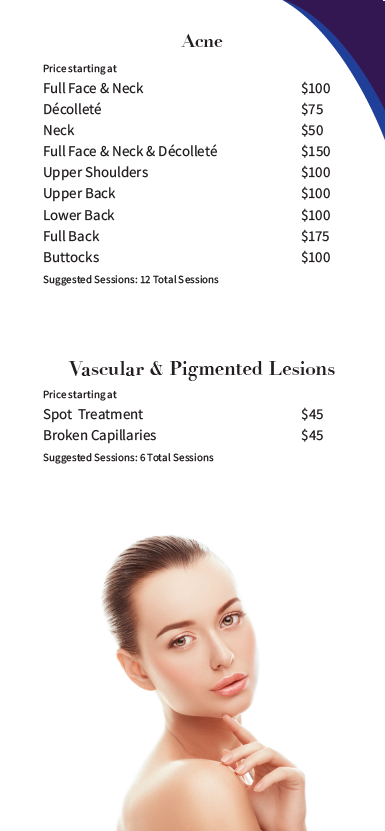 Acne
Price starting at
Full Face & Neck $100
Décolleté $75
Neck $50
Full Face & Neck & Décolleté $150
Upper Shoulders $100
Upper Back $100
Lower Back $100
Full Back $175
Buttocks $100
Suggested Sessions: 12 Total Sessions
Vascular & Pigmented Lesions
Price starting at
Spot Treatment $45
Broken Capillaries $45
Suggested Sessions: 6 Total Sessions